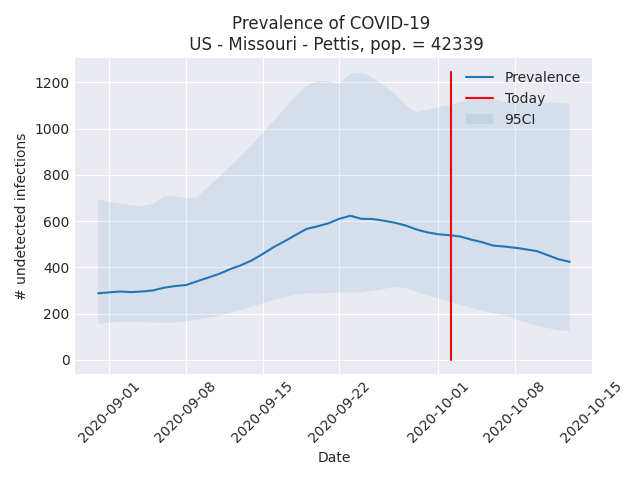 Prevalence of COVID-19
US - Missouri - Pettis, pop. = 42339
# undetected infections
1200
1000
800
600
400
200
0
Prevalence
Today
95CI
2020-09-01
2020-09-08
2020-09-15
2020-09-22
2020-10-01
2020-10-08
2020-10-15
Date